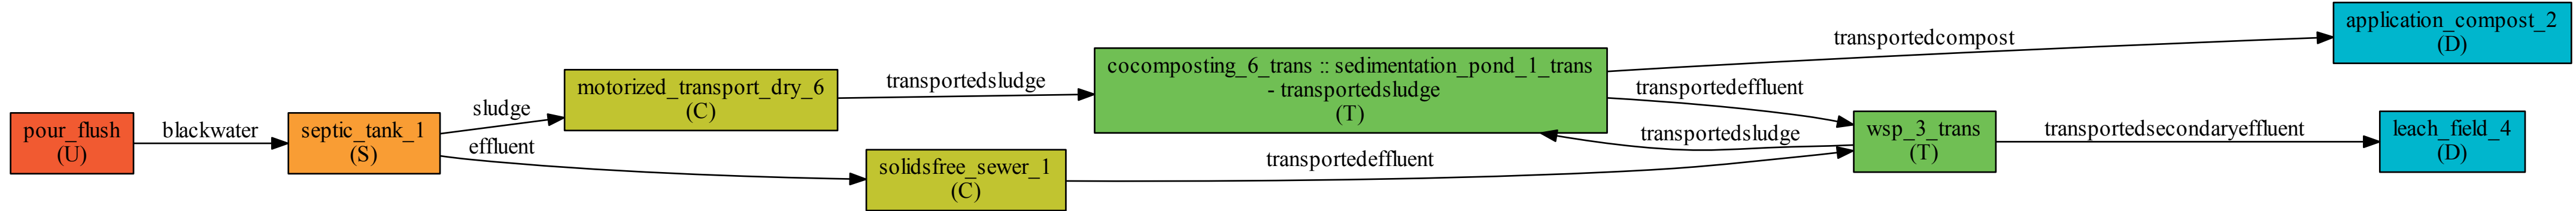 pour_flush
(U)
blackwater
septic_tank_1
(S)
sludge
effluent
motorized_transport_dry_6
(C)
solidsfree_sewer_1
(C)
transportedsludge
transportedeffluent
cocomposting_6_trans :: sedimentation_pond_1_trans
- transportedsludge
(T)
transportedcompost
transportedeffluent
transportedsludge
wsp_3_trans
(T)
transportedsecondaryeffluent
application_compost_2
(D)
leach_field_4
(D)